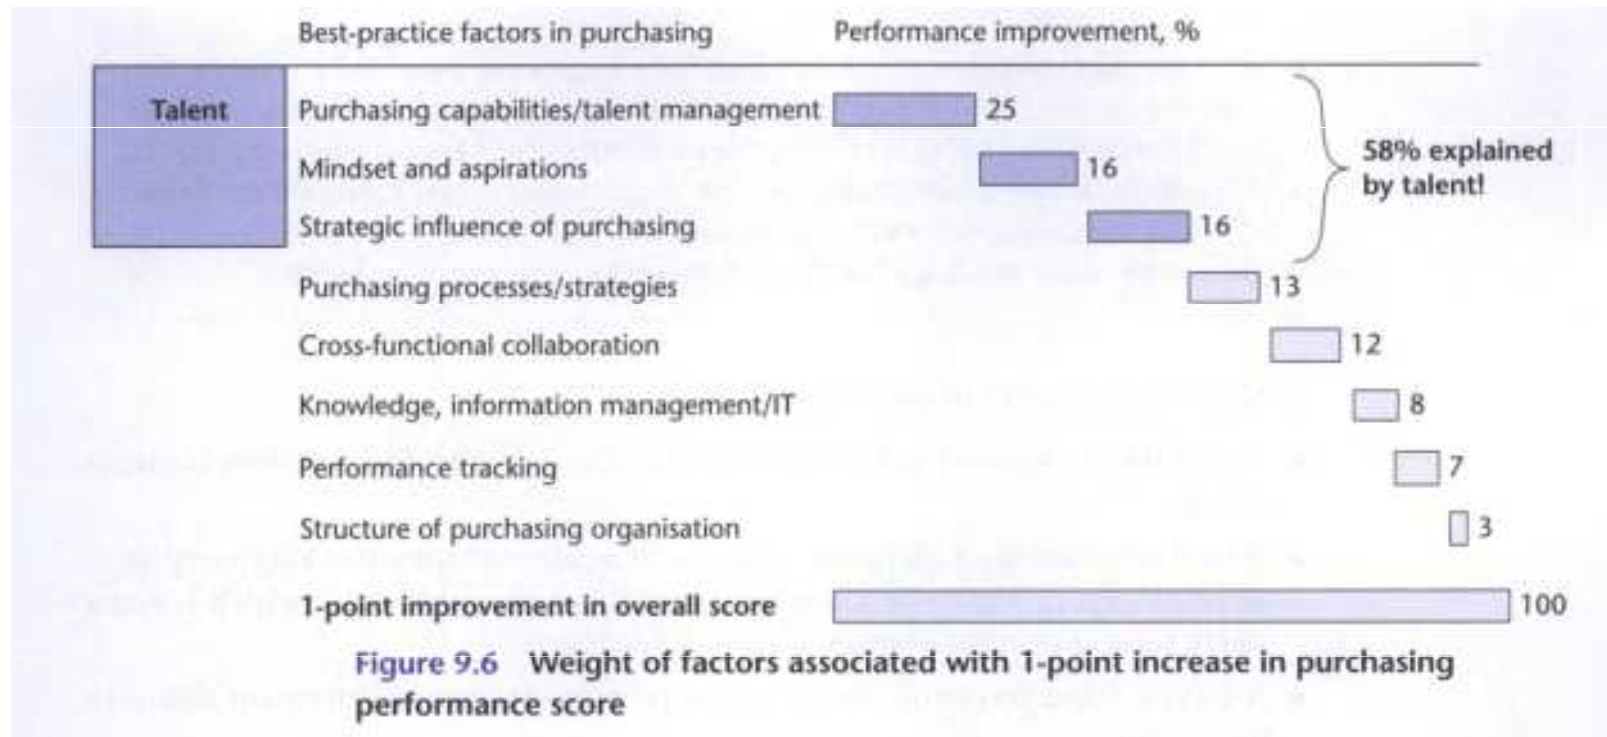 Best-practice factors in purchasing Performance improvement, %
Talent
Purchasing capabilities/talent management 25
Mindset and aspirations 16
Strategic influence of purchasing 16
58% explained
by talent!
Purchasing processes/strategies 13
Cross-functional collaboration 12
Knowledge, information management/IT 8
Performance tracking 7
Structure of purchasing organisation 3
1-point improvement in overall score 100
Figure 9.6 Weight of factors associated with 1-point increase in purchasing
performance score